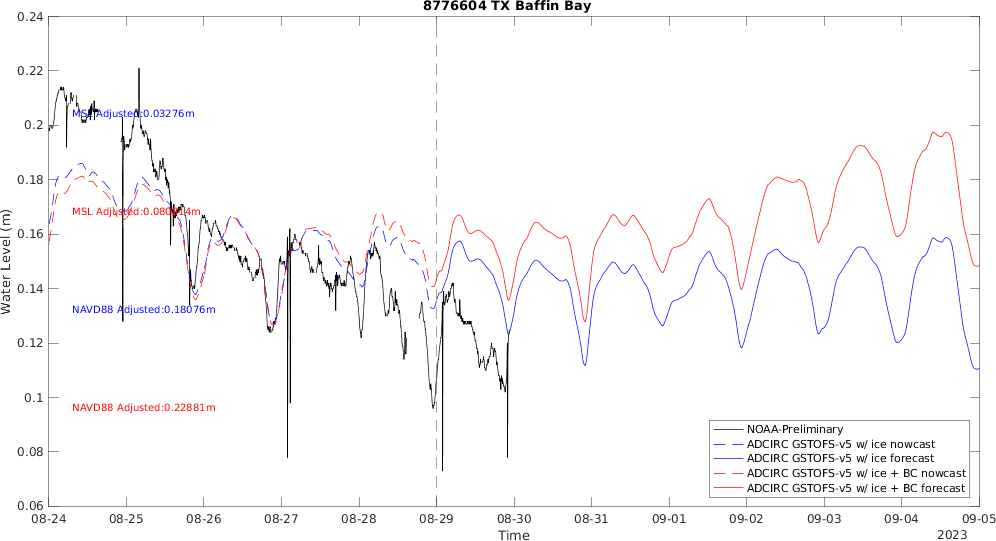 8776604 TX Baffin Bay
Water Level (m)
0.24
0.22
0.2
0.18
0.16
0.14
0.12
0.1
0.08
0.06
MSL Adjusted:0.03276m
NAVD88 Adjusted:0.18076m
NAVD88 Adjusted:0.22881m
NOAA-Preliminary
ADCIRC GSTOFS-v5 w/ ice nowcast
ADCIRC GSTOFS-v5 w/ ice forecast
ADCIRC GSTOFS-v5 w/ ice + BC nowcast
ADCIRC GSTOFS-v5 w/ ice + BC forecast
08-24 08-25 08-26 08-27 08-28 08-29 08-30 08-31 09-01 09-02 09-03 09-04 09-05
Time
2023